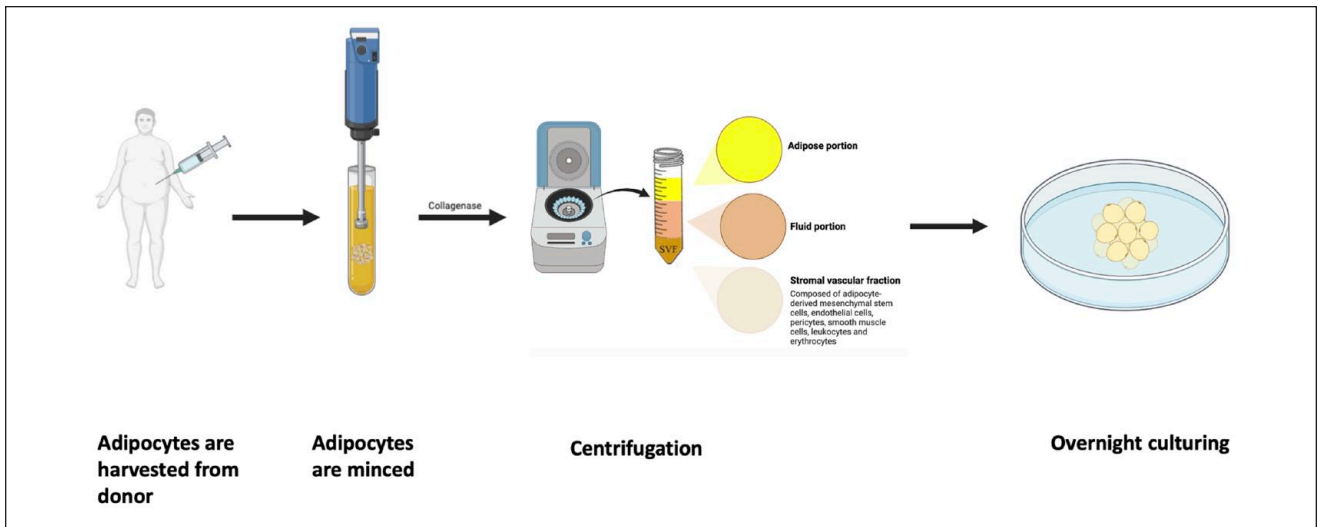 Collagenase
SVF
Adipose portion
Fluid portion
Stromal vascular fraction
Composed of adipocyte-
derived mesenchymal stem
cells, endothelial cells,
pericytes, smooth muscle
cells, leukocytes and
erythrocytes
Adipocytes are
harvested from
donor
Adipocytes
are minced
Centrifugation
Overnight culturing